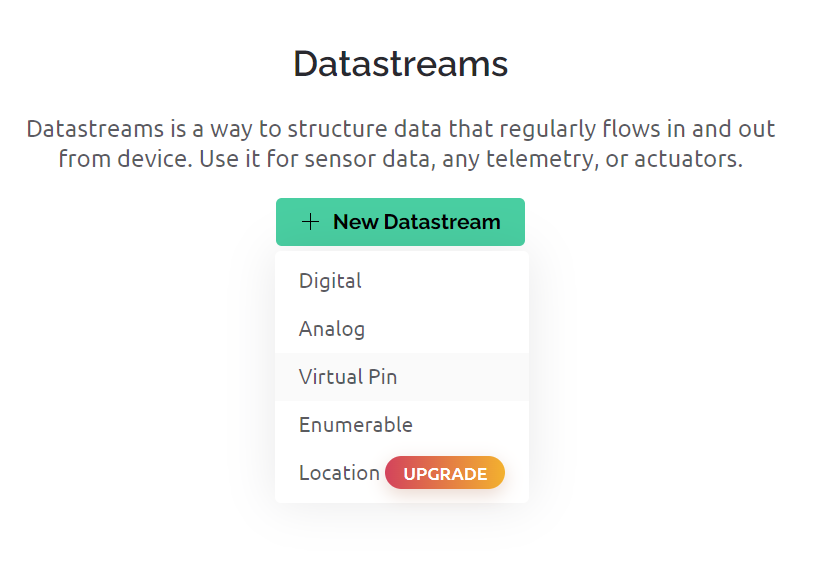 Datastreams
Datastreams is a way to structure data that regularly flows in and out
from device. Use it for sensor data, any telemetry, or actuators.
+ New Datastream
Digital
Analog
Virtual Pin
Enumerable
Location UPGRADE